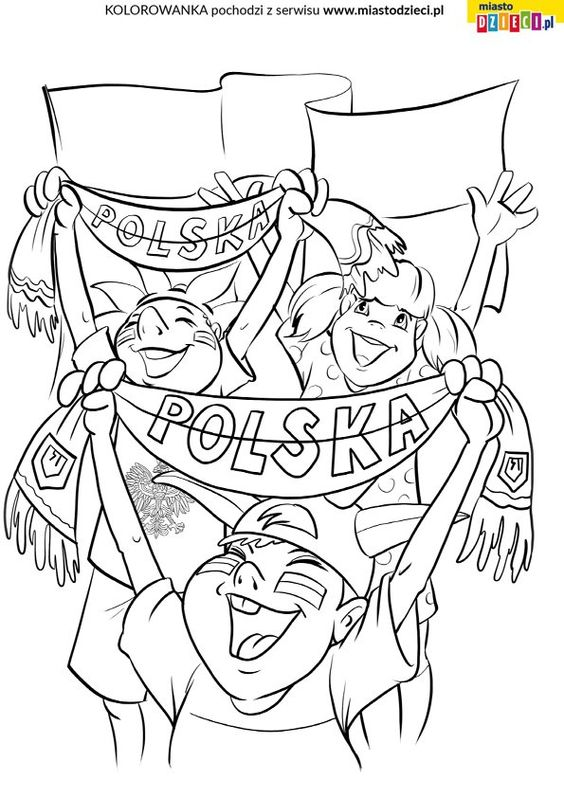 KOLOROWANKA pochodzi z serwisu www.miastodzieci.pl
miasto
DZIECI.pl
POLSKA
POLSKA